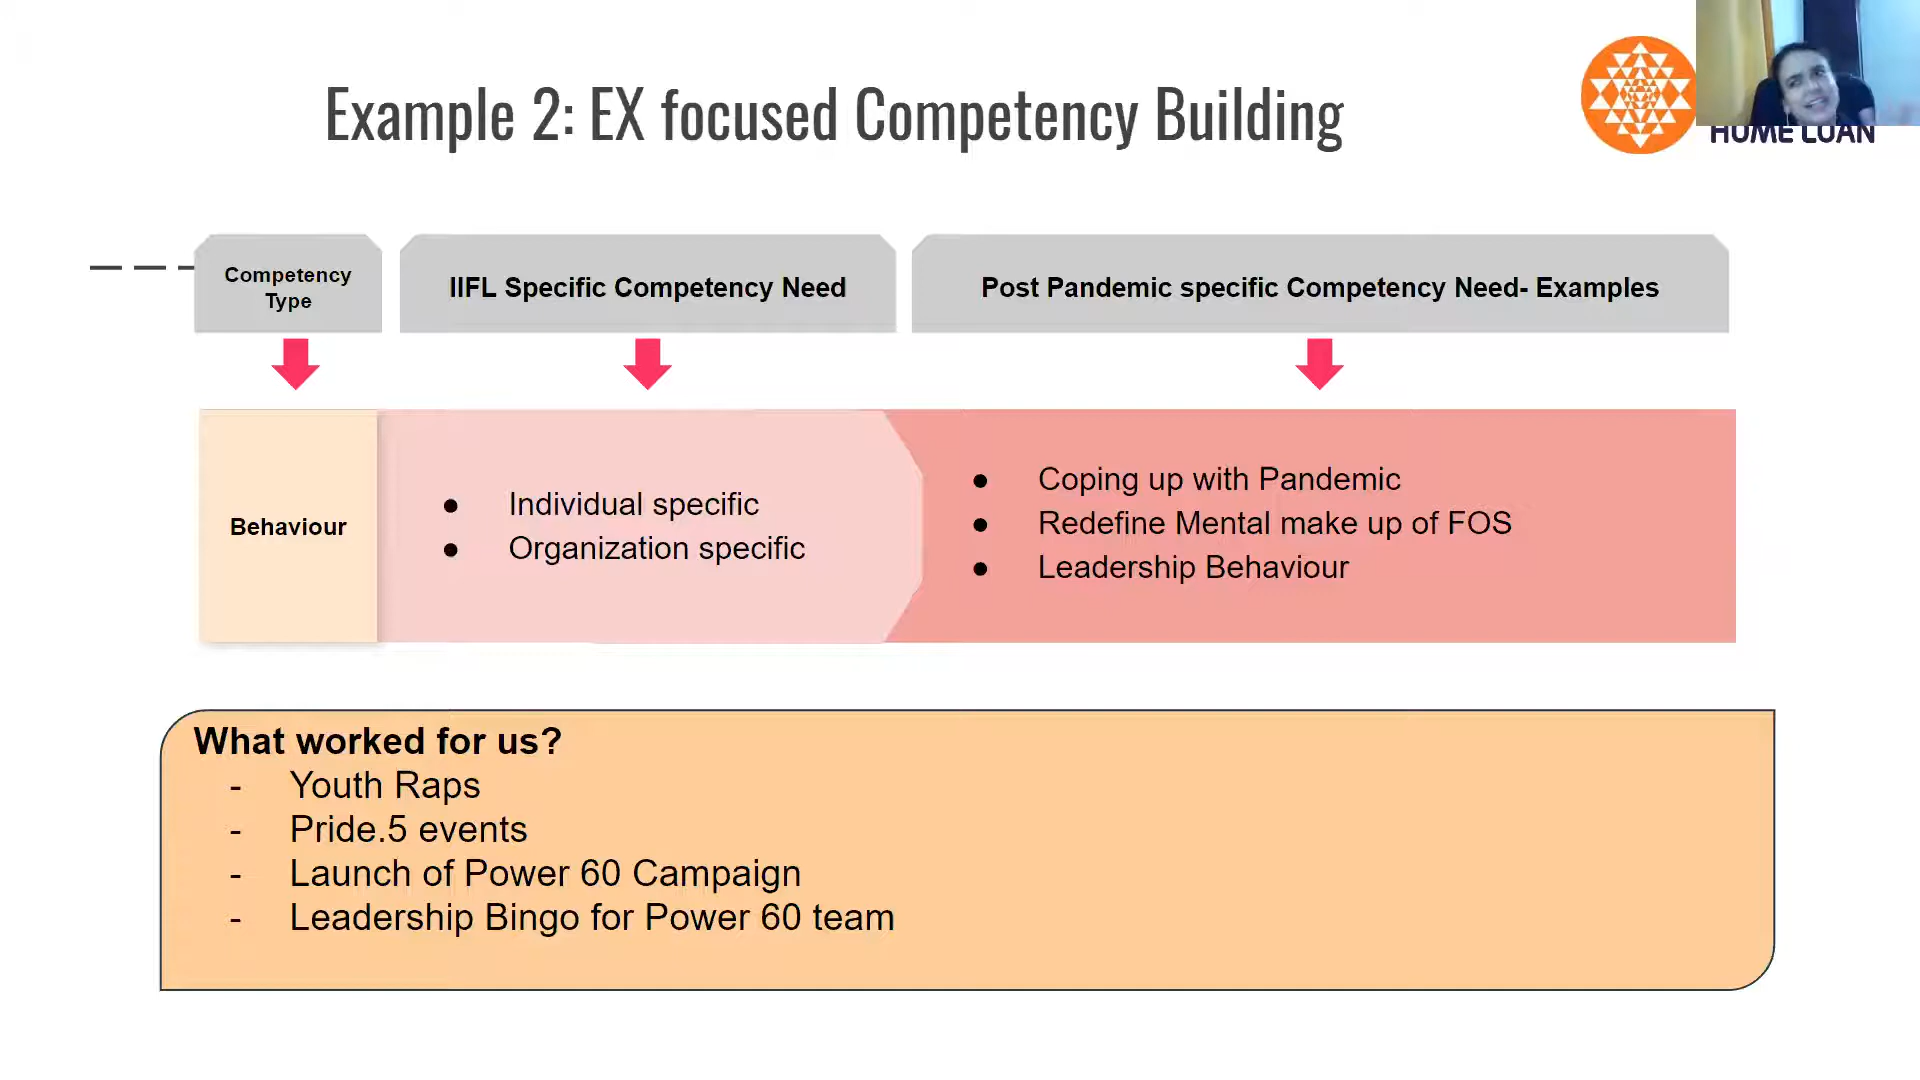 Example 2: EX focused Competency Building
HOME LOAN
Competency
Type
IIFL Specific Competency Need
Post Pandemic specific Competency Need- Examples
Behaviour
● Individual specific
● Organization specific
● Coping up with Pandemic
● Redefine Mental make up of FOS
● Leadership Behaviour
What worked for us?
- Youth Raps
- Pride.5 events
- Launch of Power 60 Campaign
- Leadership Bingo for Power 60 team